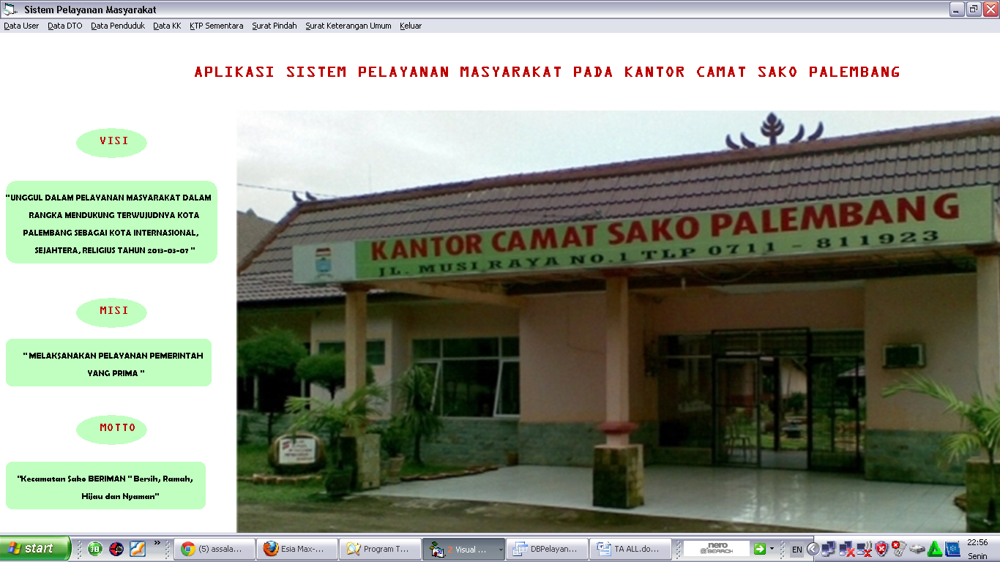 Sistem Pelayanan Masyarakat
Data User Data DTO Data Penduduk Data KK KTP Sementara Surat Pindah Surat Keterangan Umum Keluar
APLIKASI SISTEM PELAYANAN MASYARAKAT PADA KANTOR CAMAT SAKO PALEMBANG
VISI
"UNGGUL DALAM PELAYANAN MASYARAKAT DALAM
RANGKA MENDUKUNG TERWUJUDNYA KOTA
PALEMBANG SEBAGAI KOTA INTERNASIONAL,
SEJAHTERA, RELIGIUS TAHUN 2013-03-07 "
MISI
" MELAKSANAKAN PELAYANAN PEMERINTAH
YANG PRIMA "
MOTTO
"Kecamatan Sako BERIMAN " Bersih, Ramah,
Hijau dan Nyaman"
KANTOR CAMAT SAKO PALEMBANG
JL. MUSI RAYA NO.1 TLP 0711 - 811923
start
(5) assala...
Esia Max-...
Program T...
2 Visual ...
DBPelayan...
TA ALL.do...
nero
SEARCH
EN
22:56
Senin